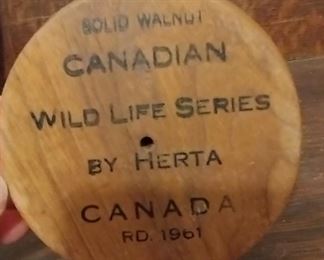 SOLID WALNUT
CANADIAN
WILD LIFE SERIES
BY HERTA
CANADA
RD. 1961